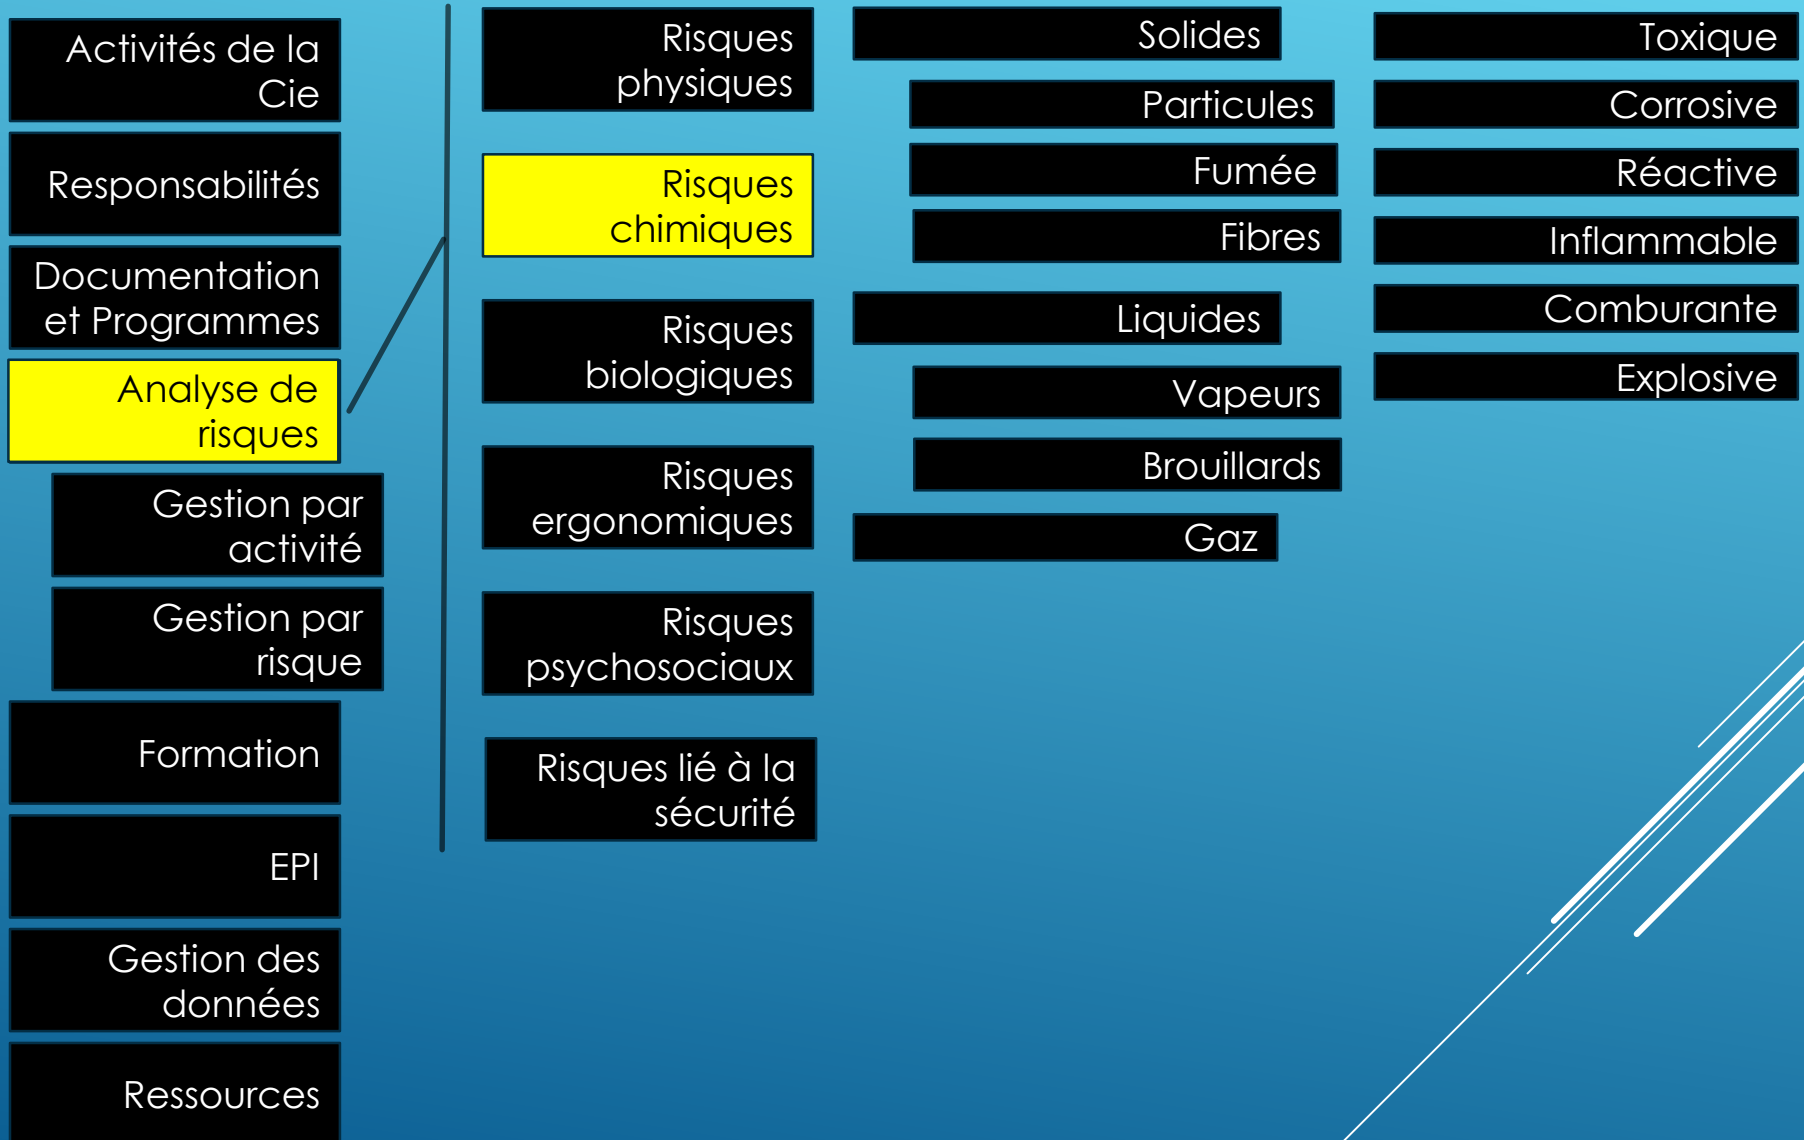 Activités de la
Cie
Responsabilités
Documentation
et Programmes
Analyse de
risques
Gestion par
activité
Gestion par
risque
Formation
EPI
Gestion des
données
Ressources
Risques
physiques
Risques
chimiques
Risques
biologiques
Risques
ergonomiques
Risques
psychosociaux
Risques lié à la
sécurité
Solides
Particules
Fumée
Fibres
Liquides
Vapeurs
Brouillards
Gaz
Toxique
Corrosive
Réactive
Inflammable
Comburante
Explosive